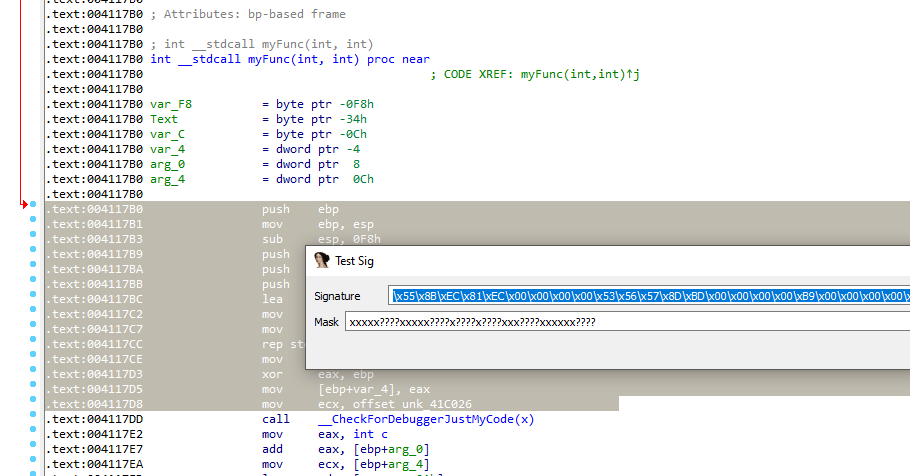 .text:004117B0
.text:004117B0 ; Attributes: bp-based frame
.text:004117B0
.text:004117B0 ; int __stdcall myFunc(int, int)
.text:004117B0 int __stdcall myFunc(int, int) proc near
.text:004117B0 ; CODE XREF: myFunc(int,int)↑j
.text:004117B0
.text:004117B0 var_F8 = byte ptr -0F8h
.text:004117B0 Text = byte ptr -34h
.text:004117B0 var_C = byte ptr -0Ch
.text:004117B0 var_4 = dword ptr -4
.text:004117B0 arg_0 = dword ptr 8
.text:004117B0 arg_4 = dword ptr 0Ch
.text:004117B0
.text:004117B0 push ebp
.text:004117B1 mov ebp, esp
.text:004117B3 sub esp, 0F8h
.text:004117B9 push
.text:004117BA push
.text:004117BB push
.text:004117BC lea
.text:004117C2 mov
.text:004117C7 mov
.text:004117CC rep
.text:004117CE mov
.text:004117D3 xor eax, ebp
.text:004117D5 mov [ebp+var_4], eax
.text:004117D8 mov ecx, offset unk_41C026
.text:004117DD call __CheckForDebuggerJustMyCode(x)
.text:004117E2 mov eax, int c
.text:004117E7 add eax, [ebp+arg_0]
.text:004117EA mov ecx, [ebp+arg_4]
Test Sig
Signature \x55\x8B\xEC\x81\xEC\x00\x00\x00\x00\x53\x56\x57\x8D\xBD\x00\x00\x00\x00\xB9\x00\x00\x00\x00\x
Mask xxxxx????xxxxx????x????x????xxx????xxxxxx????